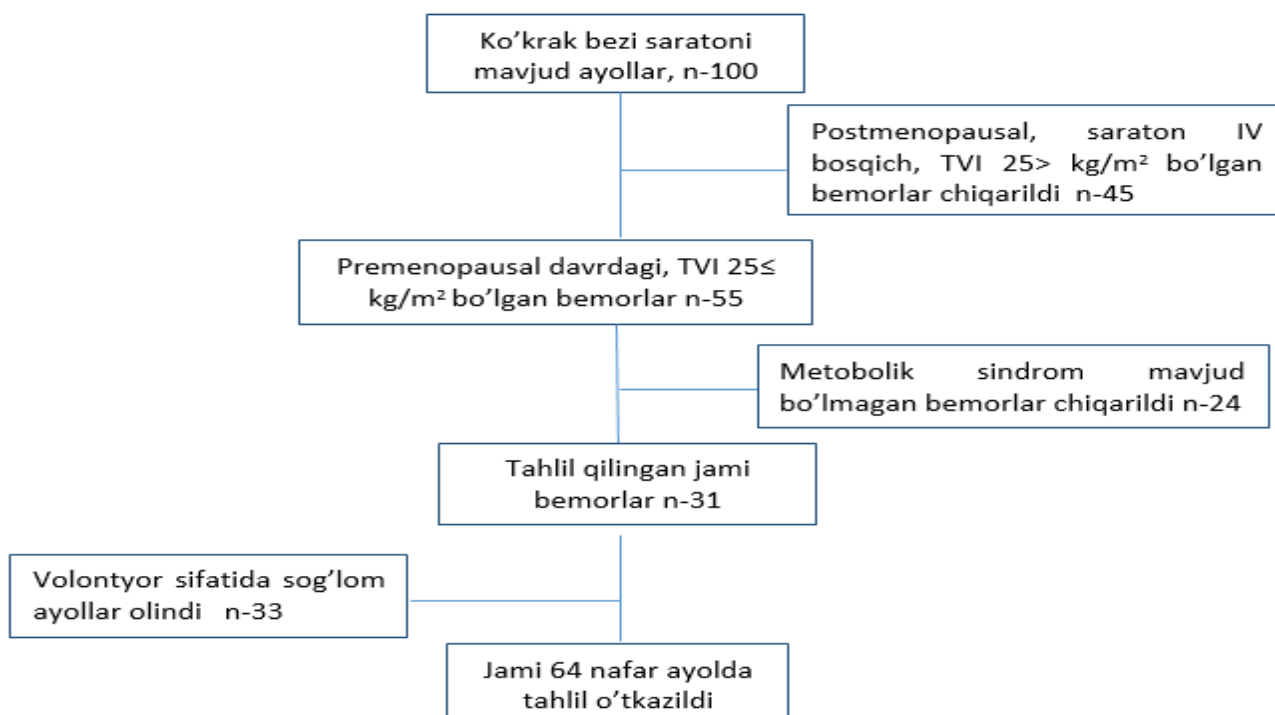 Ko’krak bezi saratoni
mavjud ayollar, n-100
Postmenopausal, saraton IV
bosqich, TVI 25> kg/m² bo’lgan
bemorlar chiqarildi n-45
Premenopausal davrdagi, TVI 25≤
kg/m² bo’lgan bemorlar n-55
Metobolik sindrom mavjud
bo’lmagan bemorlar chiqarildi n-24
Tahlil qilingan jami
bemorlar n-31
Volontyor sifatida sog’lom
ayollar olindi n-33
Jami 64 nafar ayolda
tahlil o’tkazildi